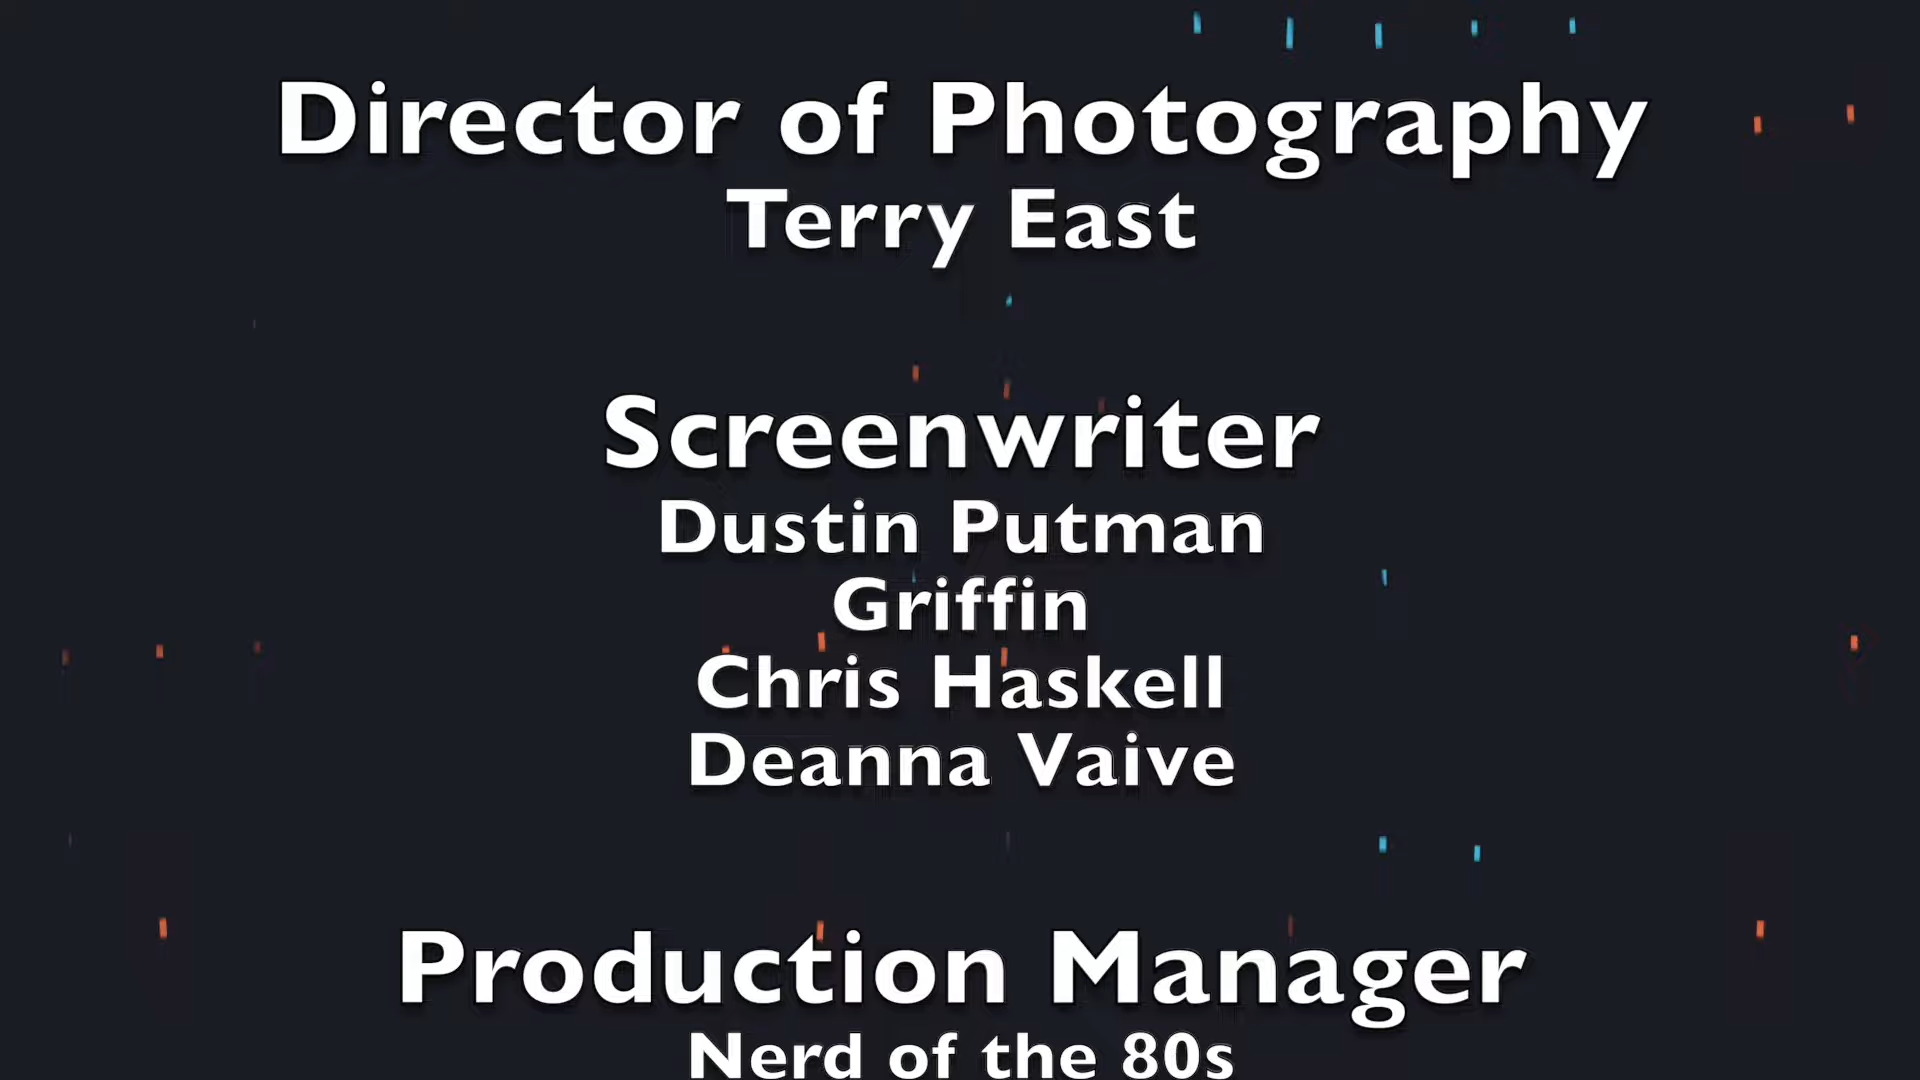 Director of Photography
Terry East
Screenwriter
Dustin Putman
Griffin
Chris Haskell
Deanna Vaive
Production Manager
Nerd of the 80s